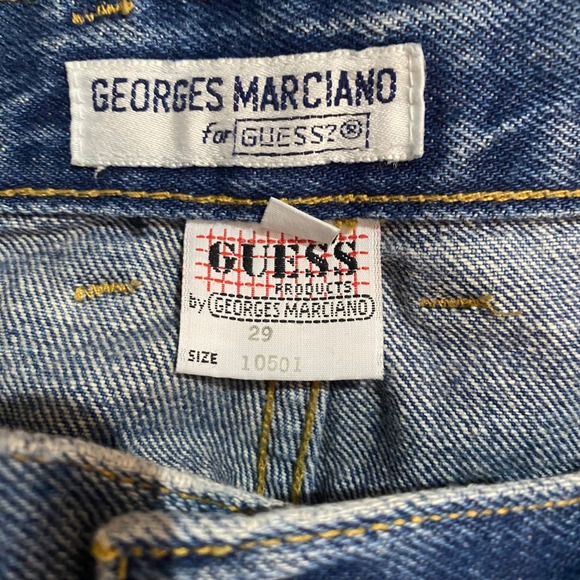 GEORGES MARCIANO
for GUESS?®
GUESS
PRODUCTS
by GEORGES MARCIANO
29
SIZE 10501